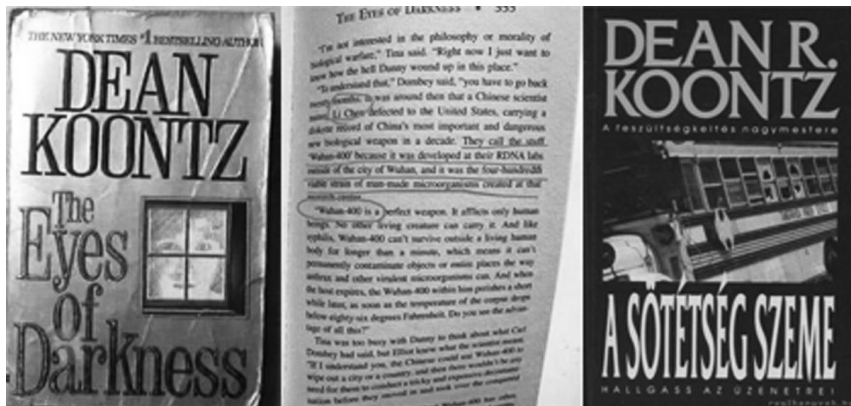 THE NEW YORK TIMES #1 BESTSELLING AUTHOR
DEAN
KOONTZ
The
Eyes
of
Darkness
THE EYES OF DARKNESS • 353
"I'm not interested in the philosophy or morality of
biological warfare," Tina said. "Right now I just want to
know how the hell Danny wound up in this place."
"To understand that," Dombey said, "you have to go back
twenty months. It was around then that a Chinese scientist
named Li Chen defected to the United States, carrying a
diskette record of China's most important and dangerous
new biological weapon in a decade. They call the stuff
'Wuhan-400' because it was developed at their RDNA labs
outside of the city of Wuhan, and it was the four-hundredth
viable strain of man-made microorganisms created at that
research center.
"Wuhan-400 is a perfect weapon. It afflicts only human
beings. No other living creature can carry it. And like
syphilis, Wuhan-400 can't survive outside a living human
body for longer than a minute, which means it can't
permanently contaminate objects or entire places the way
anthrax and other virulent microorganisms can. And when
the host expires, the Wuhan-400 within him perishes a short
while later, as soon as the temperature of the corpse drops
below eighty-six degrees Fahrenheit. Do you see the advan-
tage of all this?"
Tina was too busy with Danny to think about what Carl
Dombey had said, but Elliot knew what the scientist meant.
"If I understand you, the Chinese could use Wuhan-400 to
wipe out a city or a country, and then there wouldn't be any
need for them to conduct a tricky and expensive decontami-
nation before they moved in and took over the conquered
Wuhan-400 has other
DEAN R.
KOONTZ
A feszültségkeltés nagymestere
A SÖTÉTSÉG SZEME
HALLGASS AZ ÜZENETRE!